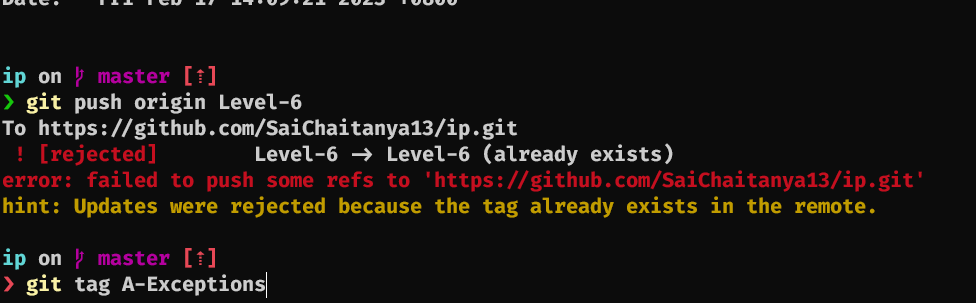 Date: Fri Feb 17 14:09:21 2023 +0800
ip on master [⇡]
❯ git push origin Level-6
To https://github.com/SaiChaitanya13/ip.git
! [rejected] Level-6 -> Level-6 (already exists)
error: failed to push some refs to 'https://github.com/SaiChaitanya13/ip.git'
hint: Updates were rejected because the tag already exists in the remote.
ip on master [⇡]
❯ git tag A-Exceptions